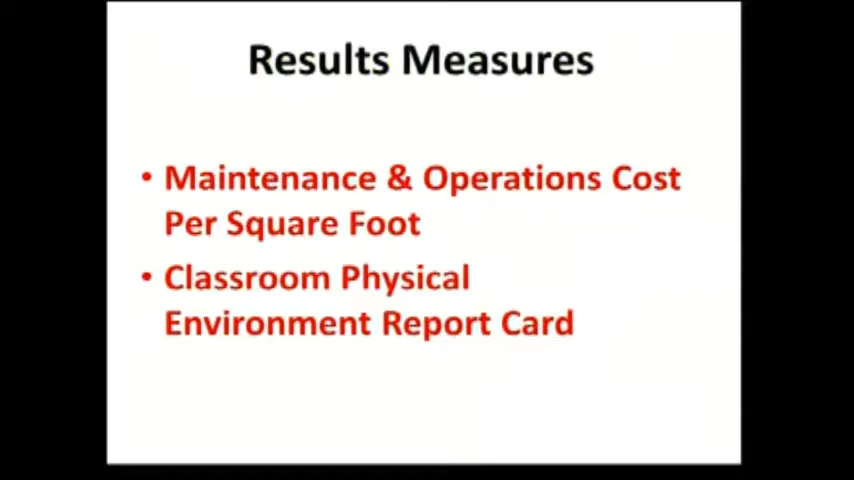 Results Measures
• Maintenance & Operations Cost
Per Square Foot
• Classroom Physical
Environment Report Card